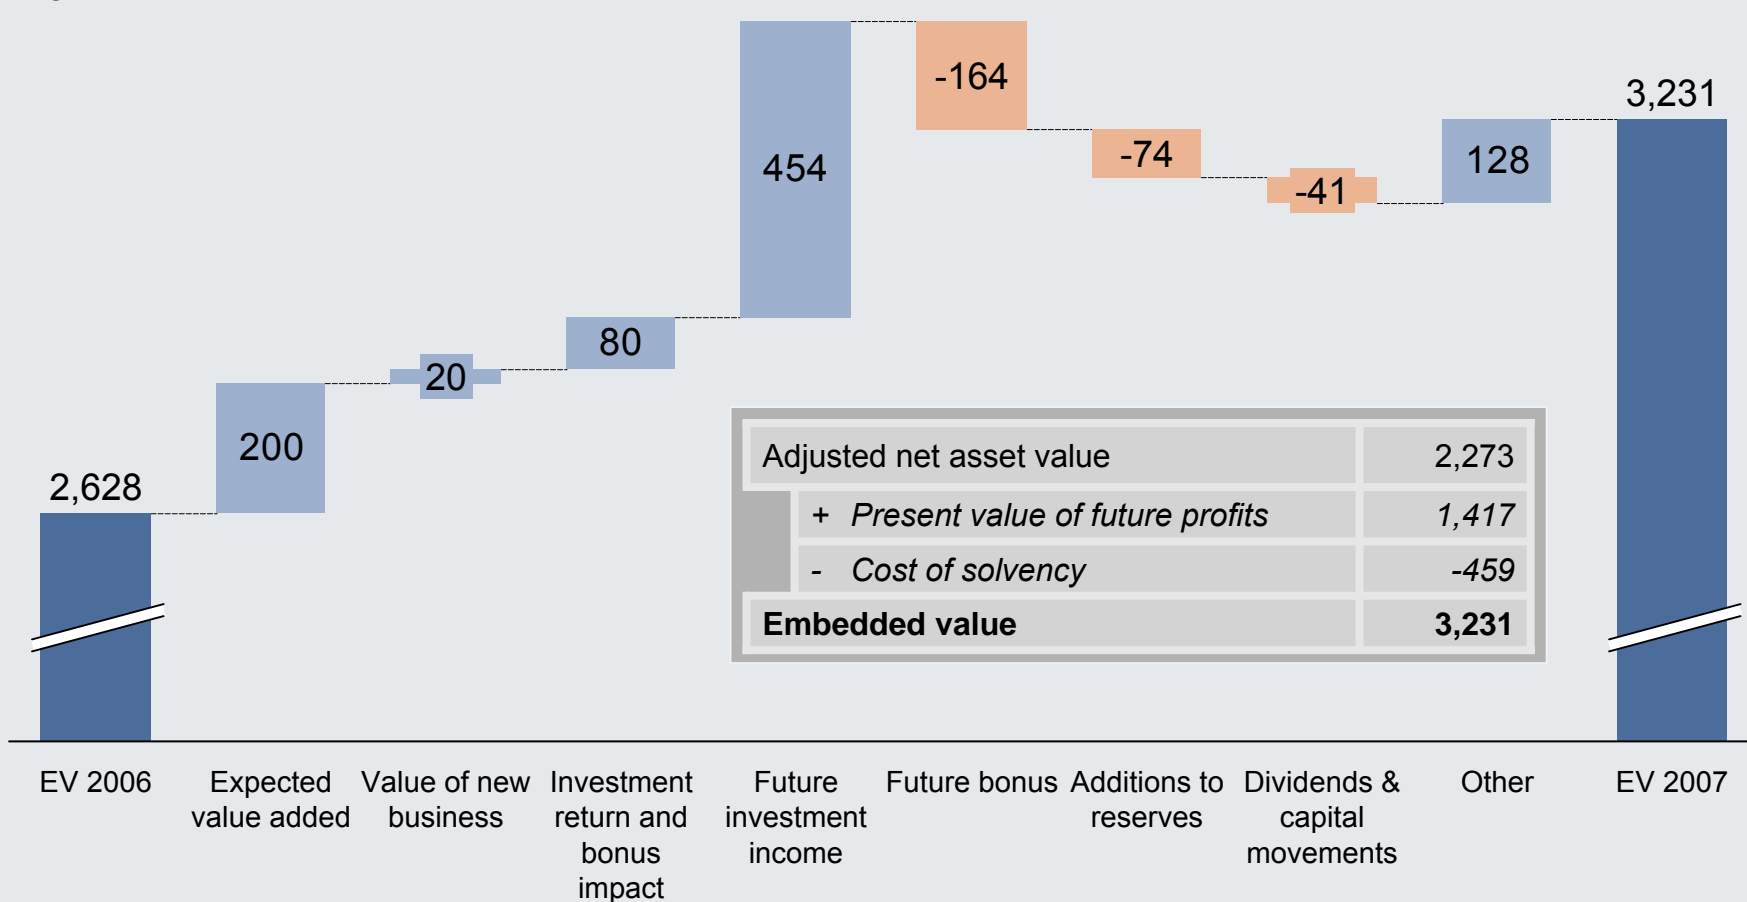 454
-164
3,231
-74
-41
128
80
20
200
2,628
Adjusted net asset value 2,273
+ Present value of future profits 1,417
- Cost of solvency -459
Embedded value 3,231
EV 2006
Expected
value added
Value of new
business
Investment
return and
bonus
impact
Future
investment
income
Future bonus
Additions to
reserves
Dividends &
capital
movements
Other
EV 2007